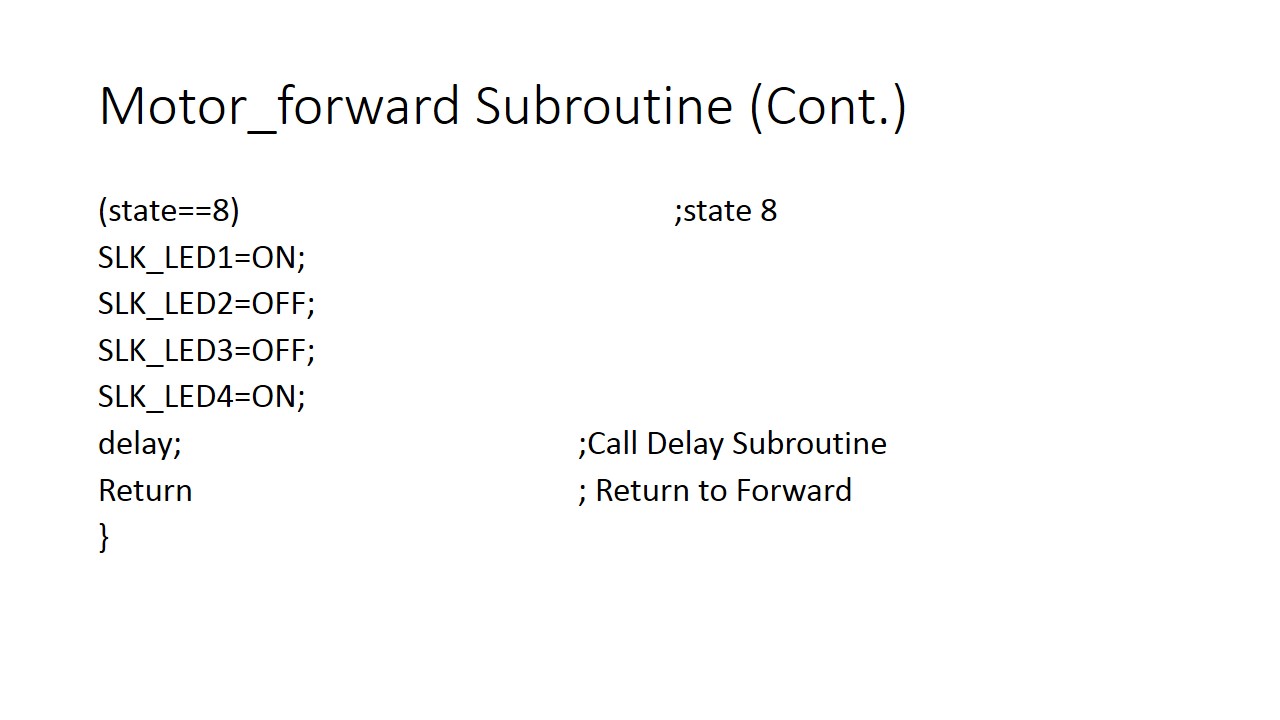 Motor_forward Subroutine (Cont.)
(state==8) ;state 8
SLK_LED1=ON;
SLK_LED2=OFF;
SLK_LED3=OFF;
SLK_LED4=ON;
delay; ;Call Delay Subroutine
Return ; Return to Forward
}